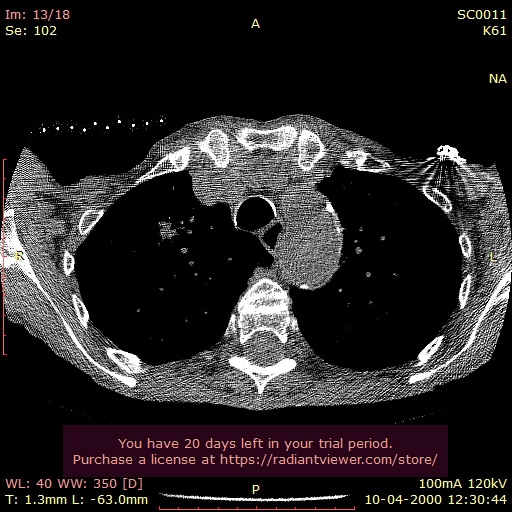 Im: 13/18
Se: 102
A
SC0011
K61
NA
R
L
You have 20 days left in your trial period.
Purchase a license at https://radiantviewer.com/store/
WL: 40 WW: 350 [D]
T: 1.3mm L: -63.0mm
P
100mA 120kV
10-04-2000 12:30:44